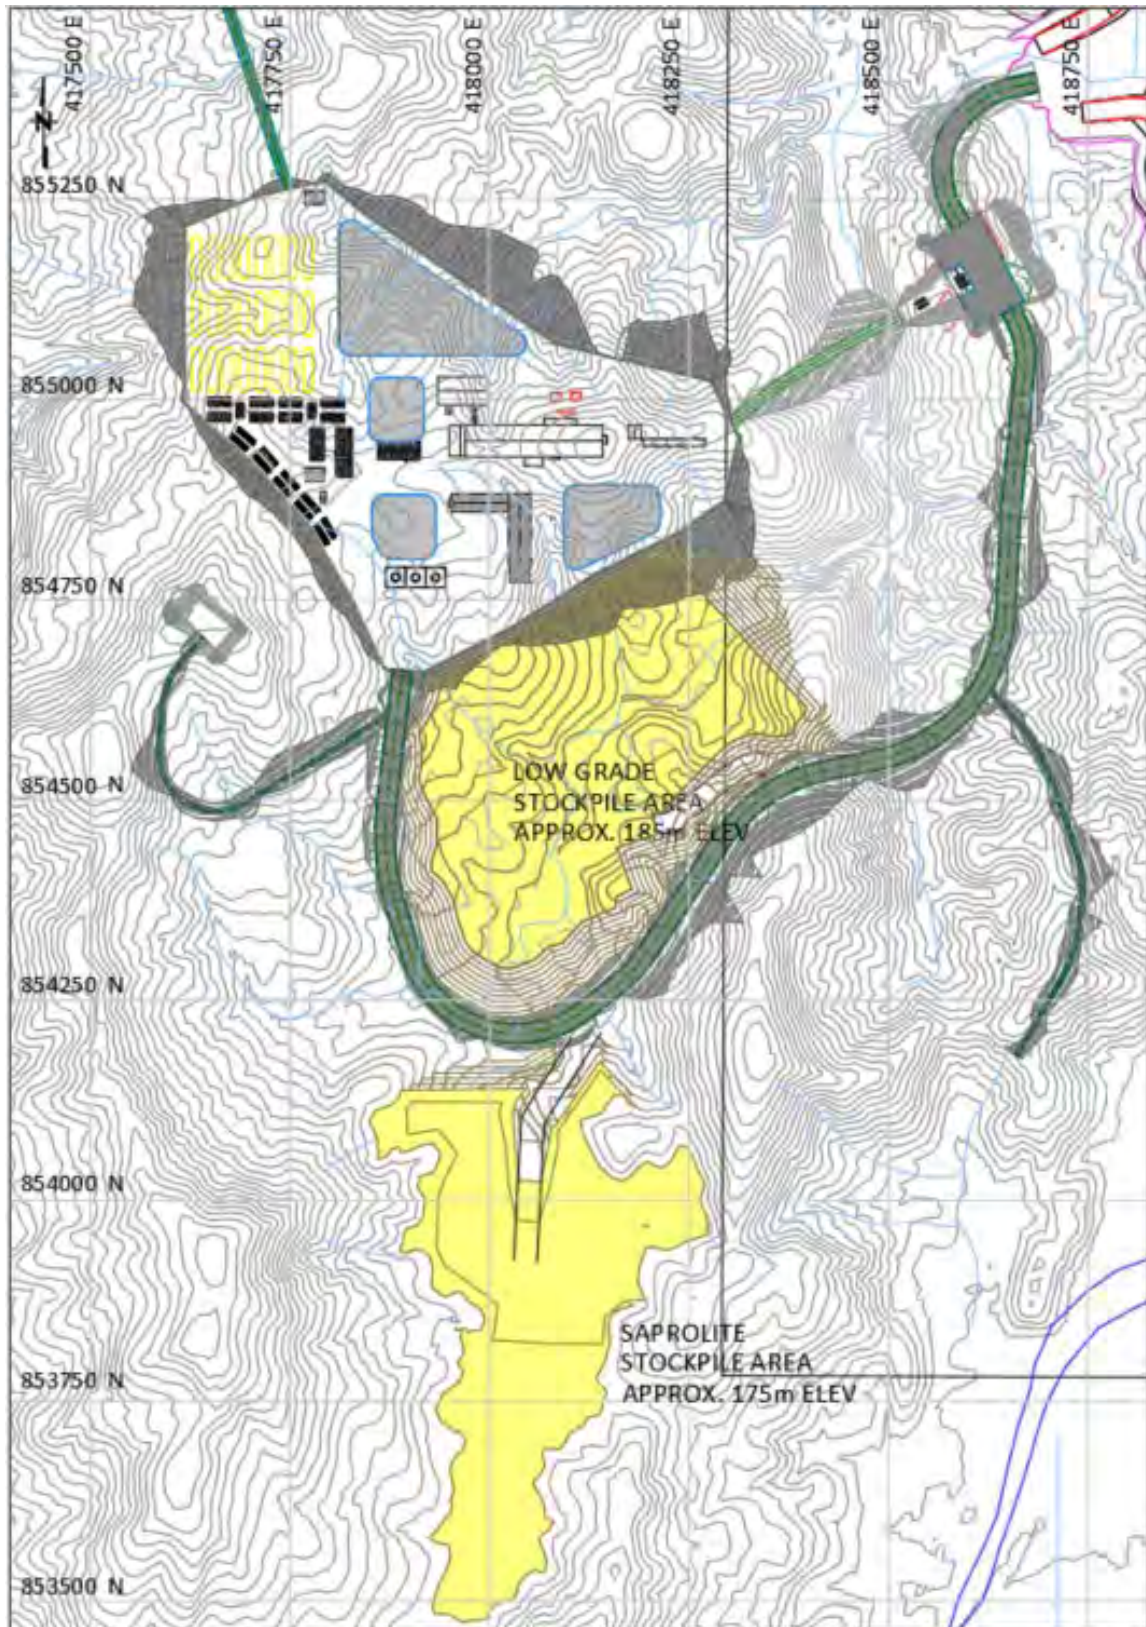 417500 E
417750 E
418000 E
418250 E
418500 E
418750 E
N
855250 N
855000 N
854750 N
LOW GRADE
STOCKPILE AREA
APPROX. 185m ELEV
854500 N
854250 N
854000 N
SAPROLITE
STOCKPILE AREA
APPROX. 175m ELEV
853750 N
853500 N